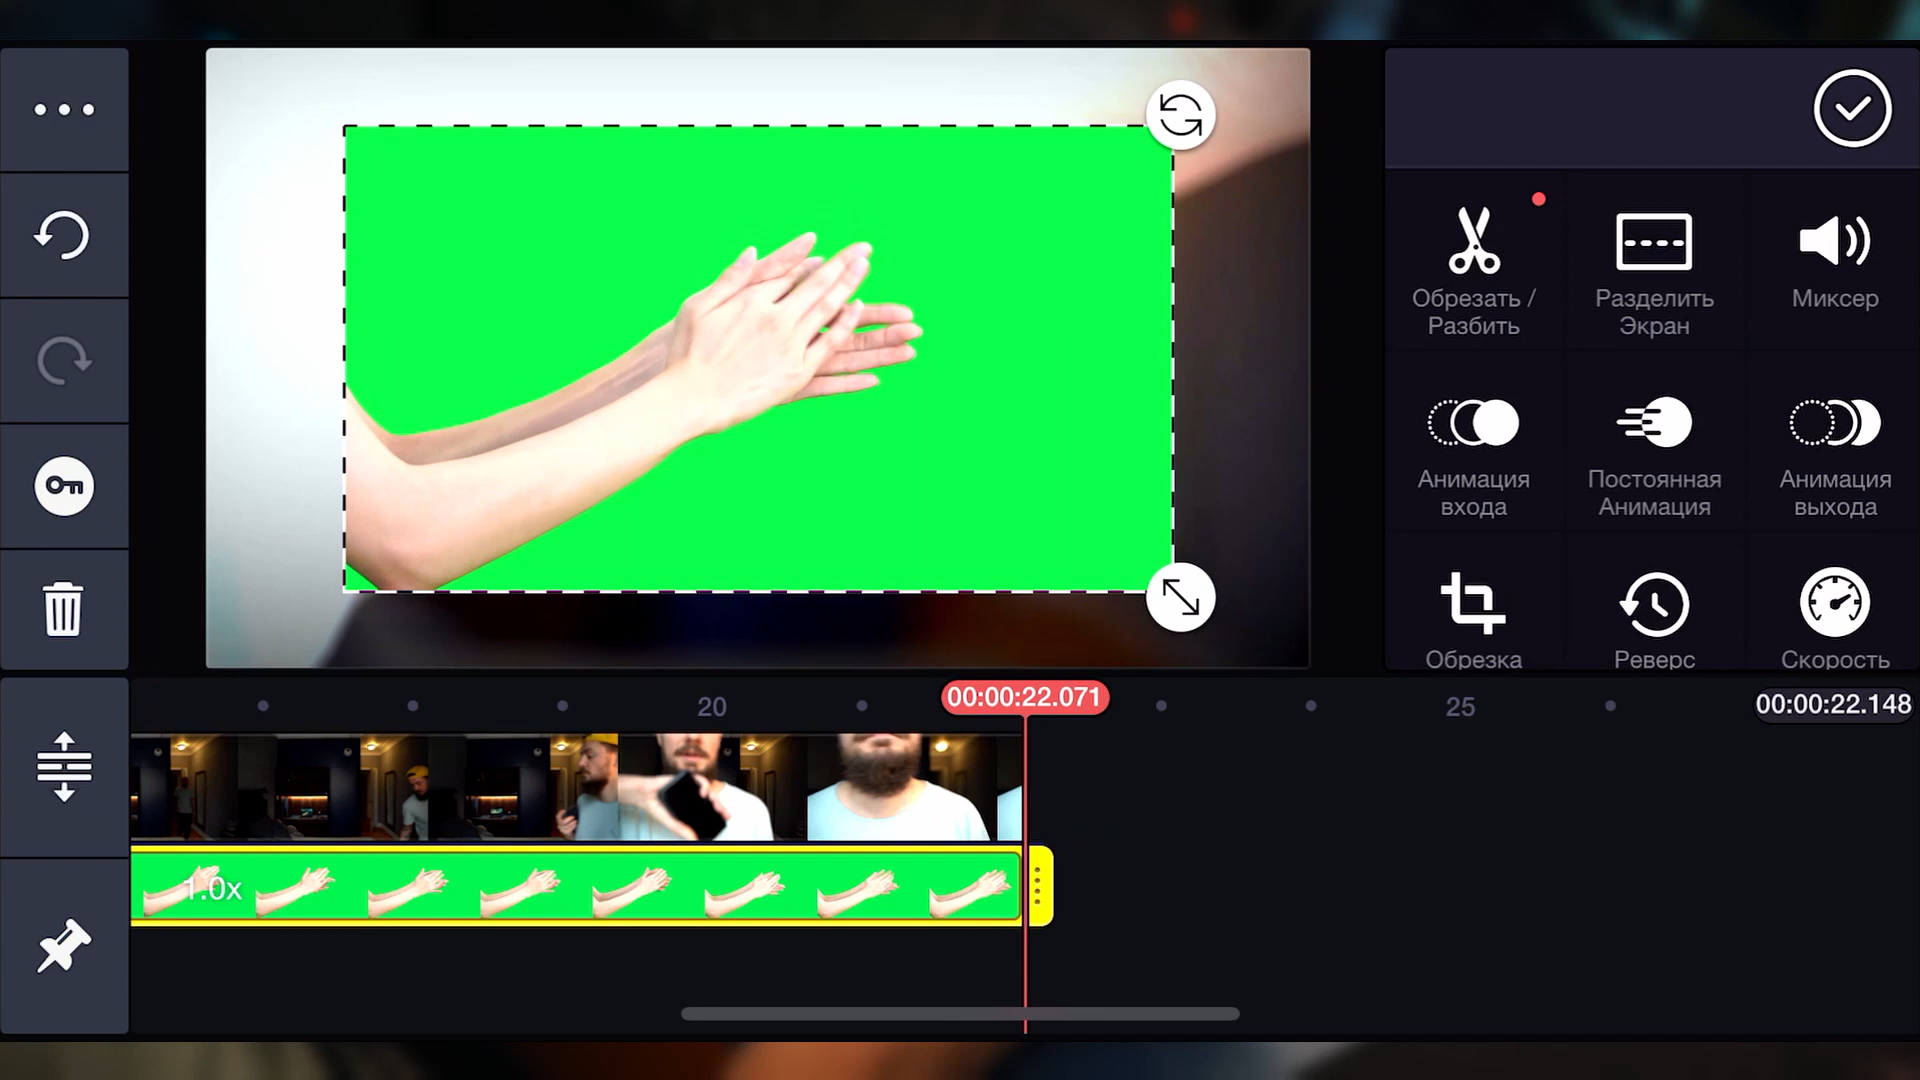 Обрезать /
Разбить
Разделить
Экран
Миксер
Анимация
входа
Постоянная
Анимация
Анимация
выхода
Обрезка
Реверс
Скорость
20
00:00:22.071
25
00:00:22.148
1.0x